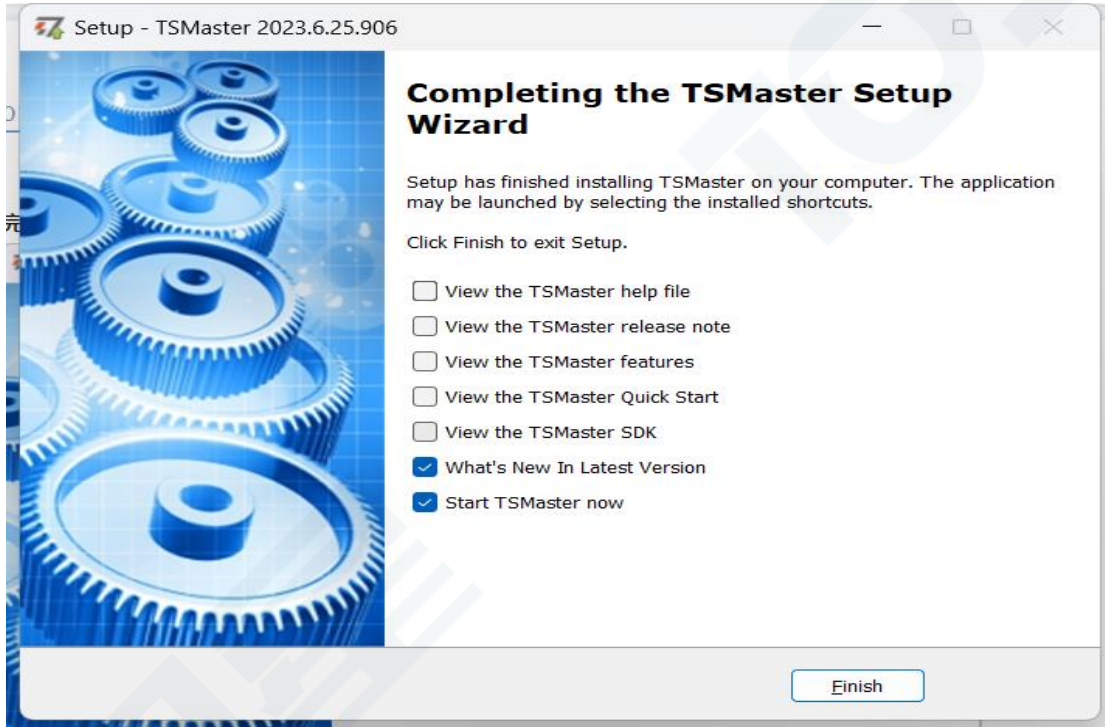 Setup - TSMaster 2023.6.25.906
Completing the TSMaster Setup
Wizard
Setup has finished installing TSMaster on your computer. The application
may be launched by selecting the installed shortcuts.
Click Finish to exit Setup.
View the TSMaster help file
View the TSMaster release note
View the TSMaster features
View the TSMaster Quick Start
View the TSMaster SDK
What's New In Latest Version
Start TSMaster now
Finish